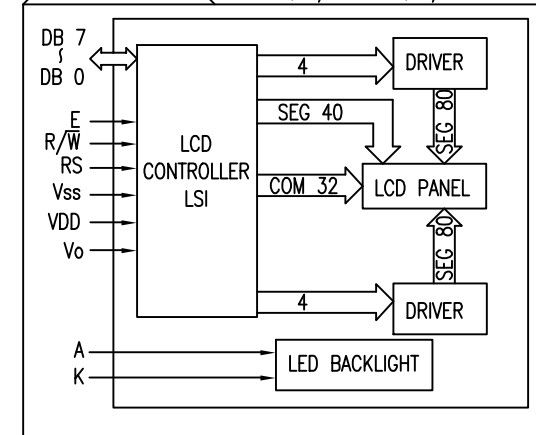 DB 7
∫
DB 0
E
R/W̅
RS
Vss
VDD
Vo
A
K
LCD
CONTROLLER
LSI
4
SEG 40
COM 32
4
DRIVER
SEG 80
LCD PANEL
SEG 80
DRIVER
LED BACKLIGHT